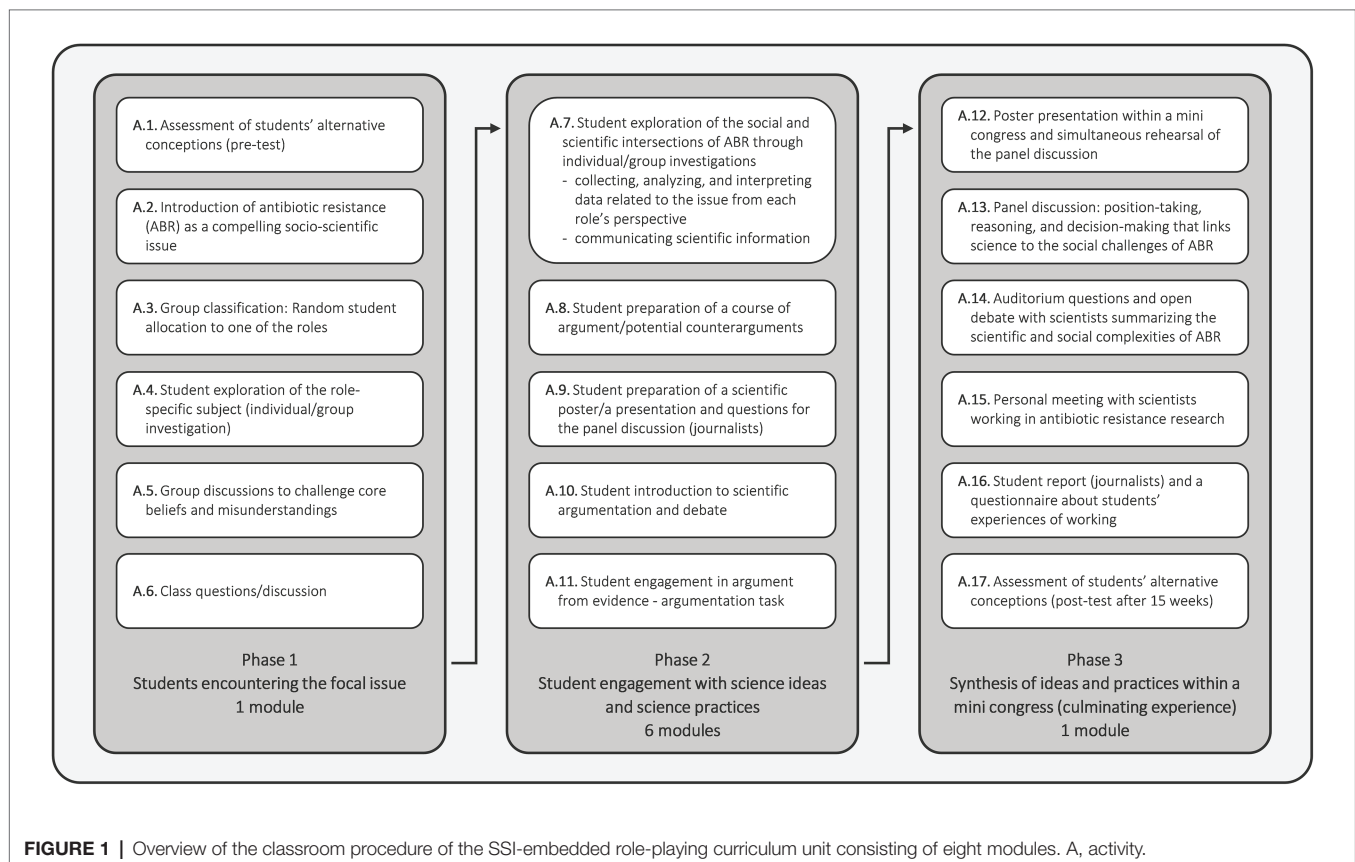 A.1. Assessment of students' alternative
conceptions (pre-test)
A.2. Introduction of antibiotic resistance
(ABR) as a compelling socio-scientific
issue
A.3. Group classification: Random student
allocation to one of the roles
A.4. Student exploration of the role-
specific subject (individual/group
investigation)
A.5. Group discussions to challenge core
beliefs and misunderstandings
A.6. Class questions/discussion
Phase 1
Students encountering the focal issue
1 module
A.7. Student exploration of the social and
scientific intersections of ABR through
individual/group investigations
- collecting, analyzing, and interpreting
data related to the issue from each
role's perspective
- communicating scientific information
A.8. Student preparation of a course of
argument/potential counterarguments
A.9. Student preparation of a scientific
poster/a presentation and questions for
the panel discussion (journalists)
A.10. Student introduction to scientific
argumentation and debate
A.11. Student engagement in argument
from evidence - argumentation task
Phase 2
Student engagement with science ideas
and science practices
6 modules
A.12. Poster presentation within a mini
congress and simultaneous rehearsal of
the panel discussion
A.13. Panel discussion: position-taking,
reasoning, and decision-making that links
science to the social challenges of ABR
A.14. Auditorium questions and open
debate with scientists summarizing the
scientific and social complexities of ABR
A.15. Personal meeting with scientists
working in antibiotic resistance research
A.16. Student report (journalists) and a
questionnaire about students'
experiences of working
A.17. Assessment of students' alternative
conceptions (post-test after 15 weeks)
Phase 3
Synthesis of ideas and practices within a
mini congress (culminating experience)
1 module
FIGURE 1 | Overview of the classroom procedure of the SSI-embedded role-playing curriculum unit consisting of eight modules. A, activity.